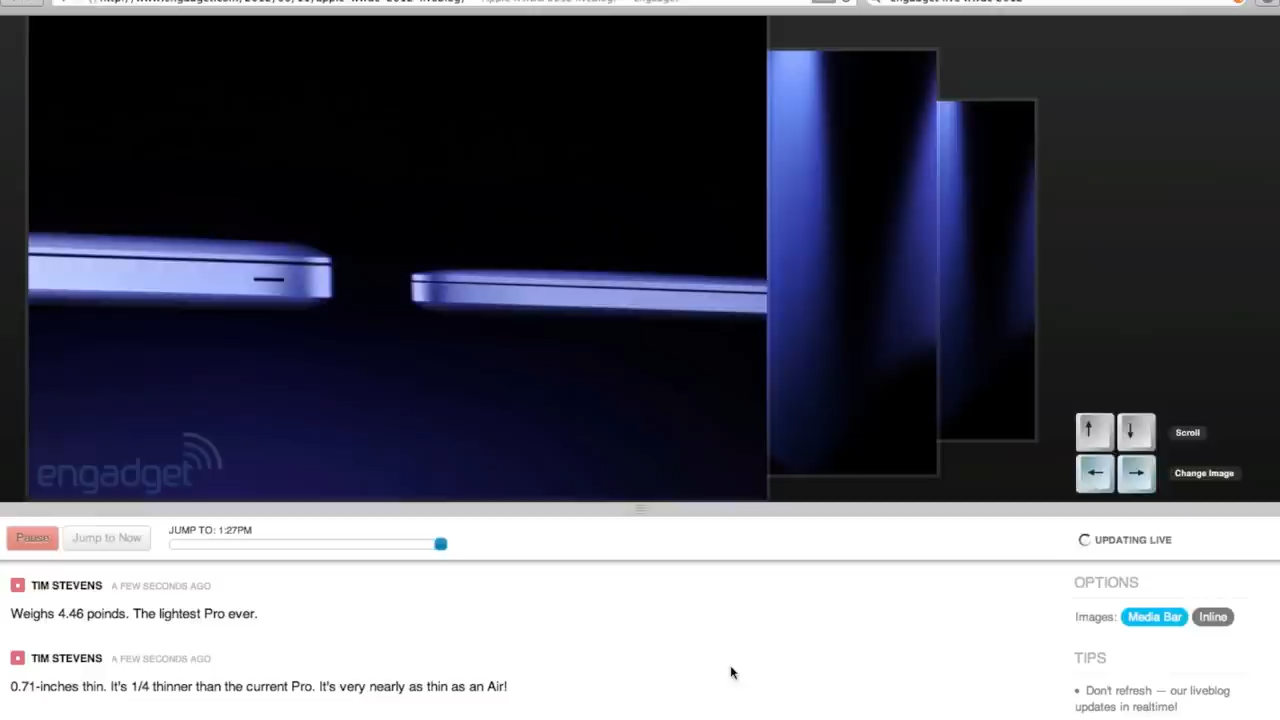 engadget
Scroll
Change Image
Pause
Jump to Now
JUMP TO: 1:27PM
UPDATING LIVE
TIM STEVENS A FEW SECONDS AGO
Weighs 4.46 poinds. The lightest Pro ever.
TIM STEVENS A FEW SECONDS AGO
0.71-inches thin. It's 1/4 thinner than the current Pro. It's very nearly as thin as an Air!
OPTIONS
Images: Media Bar Inline
TIPS
• Don't refresh — our liveblog
updates in realtime!